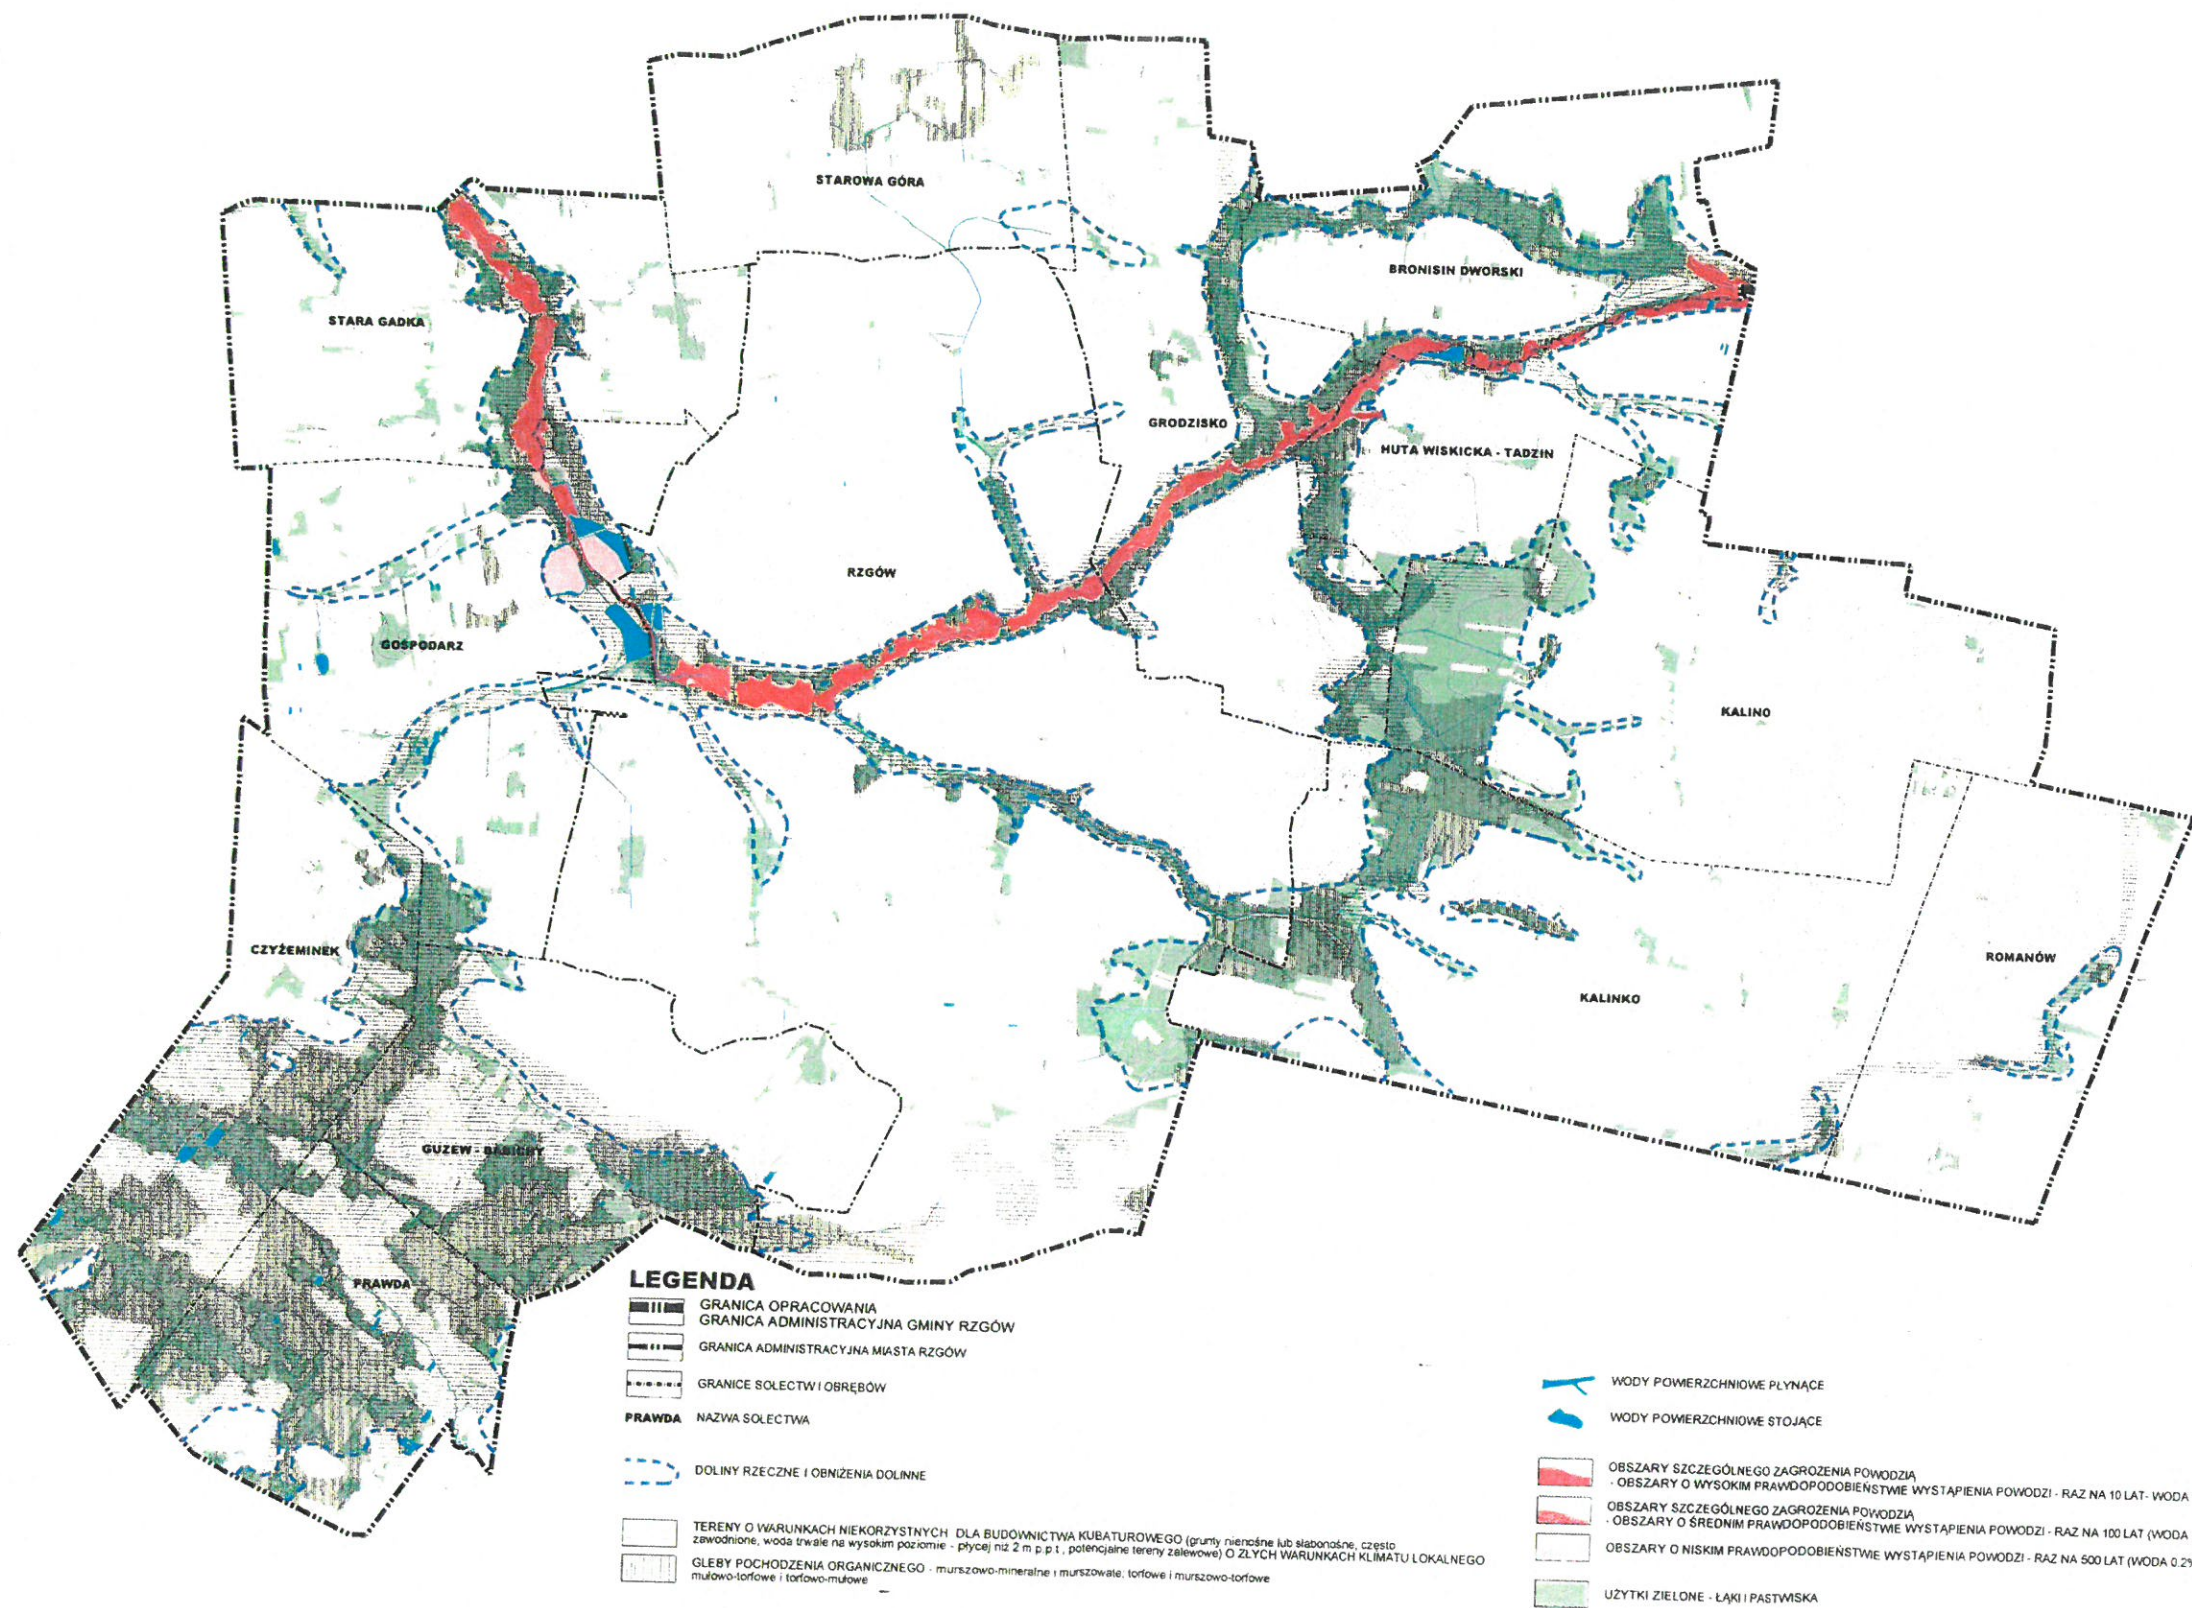 STAROWA GÓRA
BRONISIN DWORSKI
STARA GADKA
GRODZISKO
HUTA WISKICKA - TADZIN
RZGÓW
GOSPODARZ
KALINO
CZYŻEMINEK
ROMANÓW
KALINKO
GUZEW - BABICHY
PRAWDA
LEGENDA
GRANICA OPRACOWANIA
GRANICA ADMINISTRACYJNA GMINY RZGÓW
GRANICA ADMINISTRACYJNA MIASTA RZGÓW
GRANICE SOŁECTW I OBRĘBÓW
PRAWDA NAZWA SOŁECTWA
DOLINY RZECZNE I OBNIŻENIA DOLINNE
TERENY O WARUNKACH NIEKORZYSTNYCH DLA BUDOWNICTWA KUBATUROWEGO (grunty nienośne lub słabonośne, często
zawodnione, woda trwale na wysokim poziomie - płycej niż 2 m p.p.t., potencjalne tereny zalewowe) O ZŁYCH WARUNKACH KLIMATU LOKALNEGO
GLEBY POCHODZENIA ORGANICZNEGO - murszowo-mineralne i murszowate, torfowe i murszowo-torfowe
mułowo-torfowe i torfowo-mułowe
WODY POWIERZCHNIOWE PŁYNĄCE
WODY POWIERZCHNIOWE STOJĄCE
OBSZARY SZCZEGÓLNEGO ZAGROŻENIA POWODZIĄ
- OBSZARY O WYSOKIM PRAWDOPODOBIEŃSTWIE WYSTĄPIENIA POWODZI - RAZ NA 10 LAT- WODA
OBSZARY SZCZEGÓLNEGO ZAGROŻENIA POWODZIĄ
- OBSZARY O ŚREDNIM PRAWDOPODOBIEŃSTWIE WYSTĄPIENIA POWODZI - RAZ NA 100 LAT (WODA
OBSZARY O NISKIM PRAWDOPODOBIEŃSTWIE WYSTĄPIENIA POWODZI - RAZ NA 500 LAT (WODA 0.2%
UŻYTKI ZIELONE - ŁĄKI I PASTWISKA